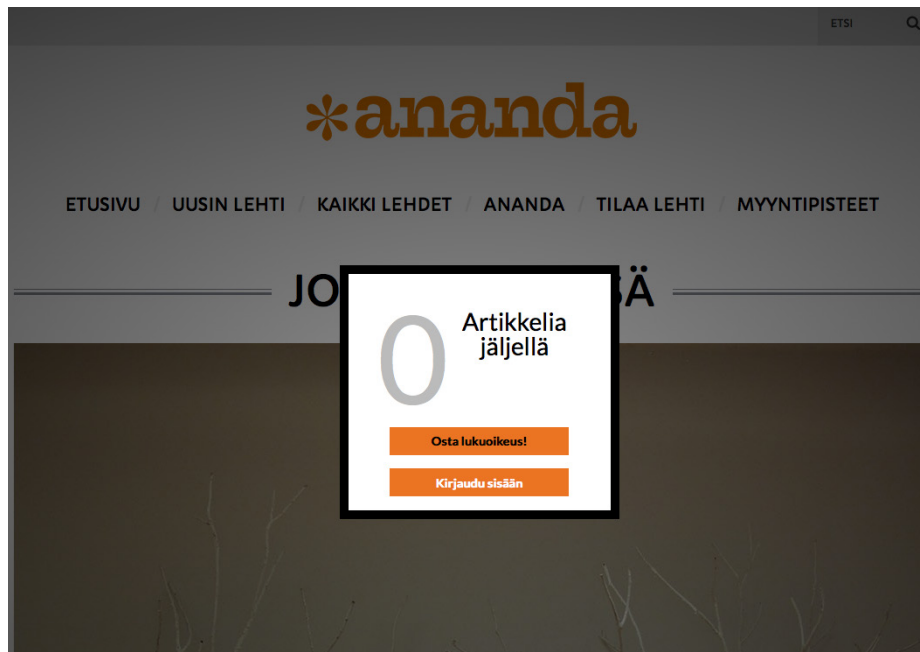 ETSI
*ananda
ETUSIVU / UUSIN LEHTI / KAIKKI LEHDET / ANANDA / TILAA LEHTI / MYYNTIPISTEET
0
Artikkelia
jäljellä
Osta lukuoikeus!
Kirjaudu sisään